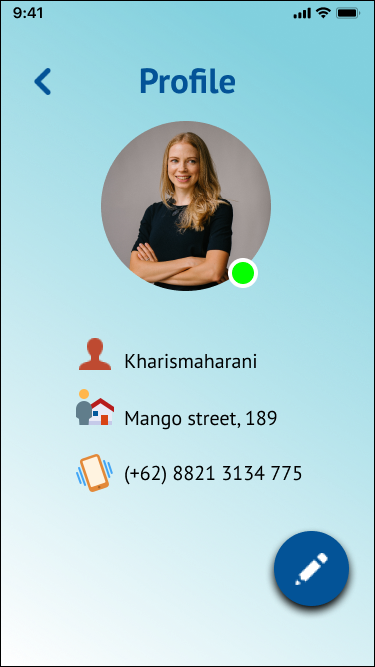 9:41
Profile
Kharismaharani
Mango street, 189
(+62) 8821 3134 775